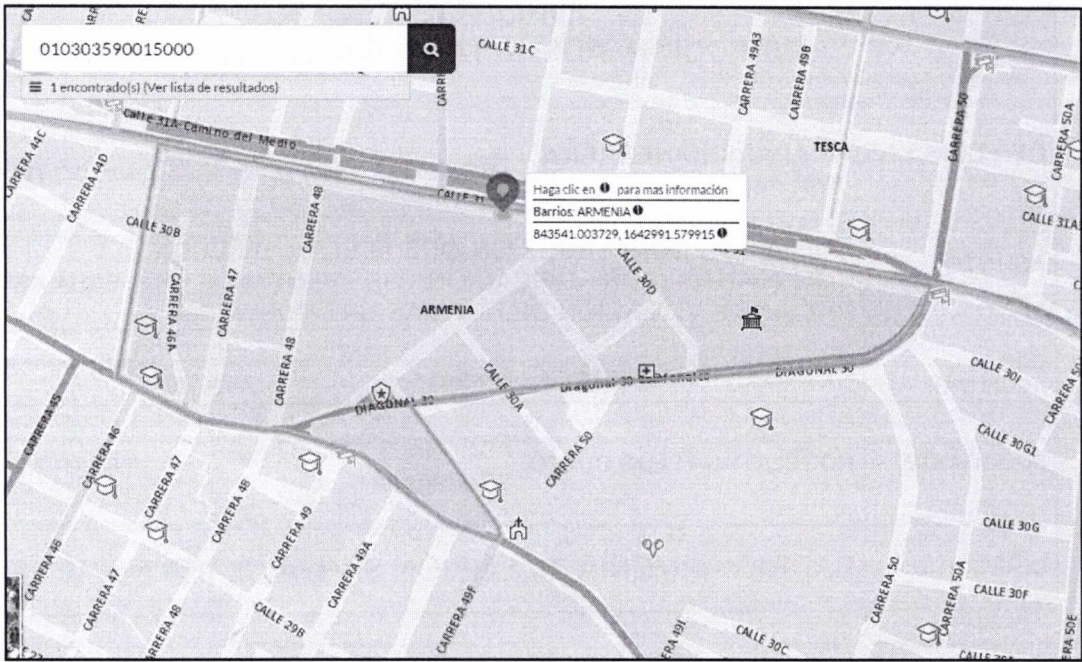 010303590015000
1 encontrado(s) (Ver lista de resultados)
CALLE 31C
CARRERA 49A3
CARRERA 49B
CARRERA 50
CARRERA 50A
TESCA
Calle 31A-Camino del Medio
CARRERA 44C
CARRERA 44D
CALLE 30B
CARRERA 48
CALLE 31
Haga clic en para mas información
Barrios: ARMENIA
843541.003729, 1642991.579915
CALLE 31A
CALLE 30D
ARMENIA
CARRERA 46A
CARRERA 47
CARRERA 48
CALLE 30A
DIAGONAL 30
Diagonal 30
DIAGONAL 30
CALLE 30I
CARRERA 50
CALLE 30G1
CARRERA 45
CARRERA 46
CARRERA 47
CARRERA 48
CARRERA 49
CARRERA 49A
CARRERA 50
CALLE 30G
CARRERA 46
CARRERA 47
CARRERA 48
CALLE 29B
CARRERA 49F
CALLE 30C
CARRERA 50
CARRERA 50A
CALLE 30F